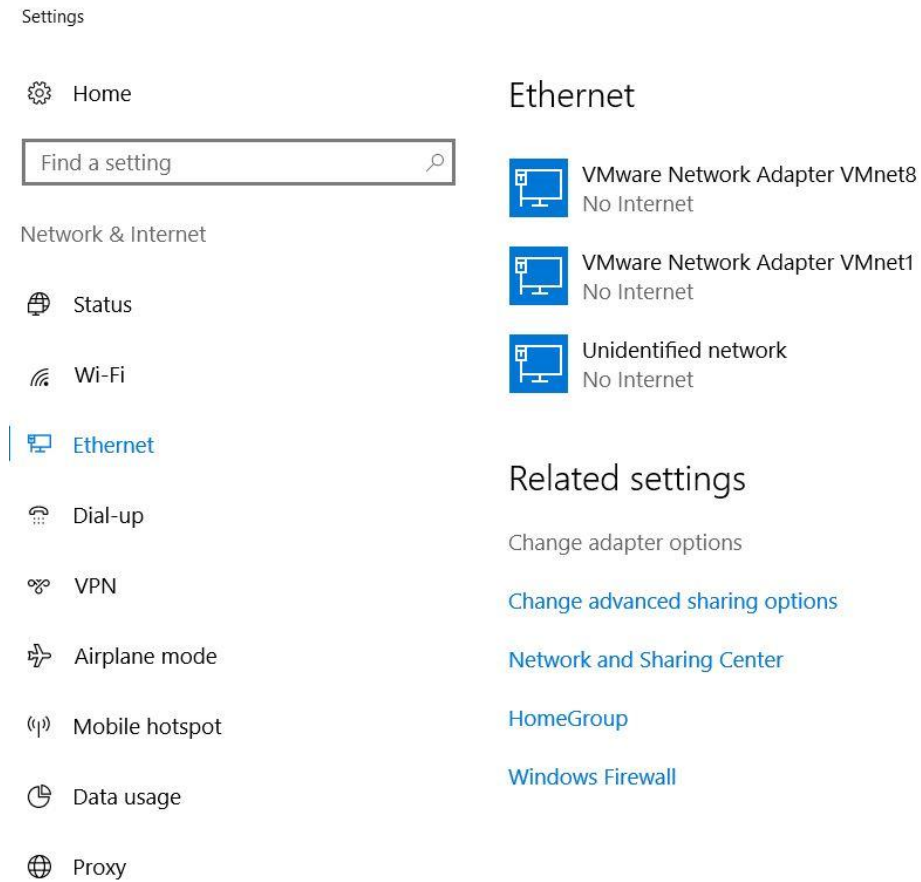 Settings
Home
Find a setting
Network & Internet
Status
Wi-Fi
Ethernet
Dial-up
VPN
Airplane mode
Mobile hotspot
Data usage
Proxy
Ethernet
VMware Network Adapter VMnet8
No Internet
VMware Network Adapter VMnet1
No Internet
Unidentified network
No Internet
Related settings
Change adapter options
Change advanced sharing options
Network and Sharing Center
HomeGroup
Windows Firewall